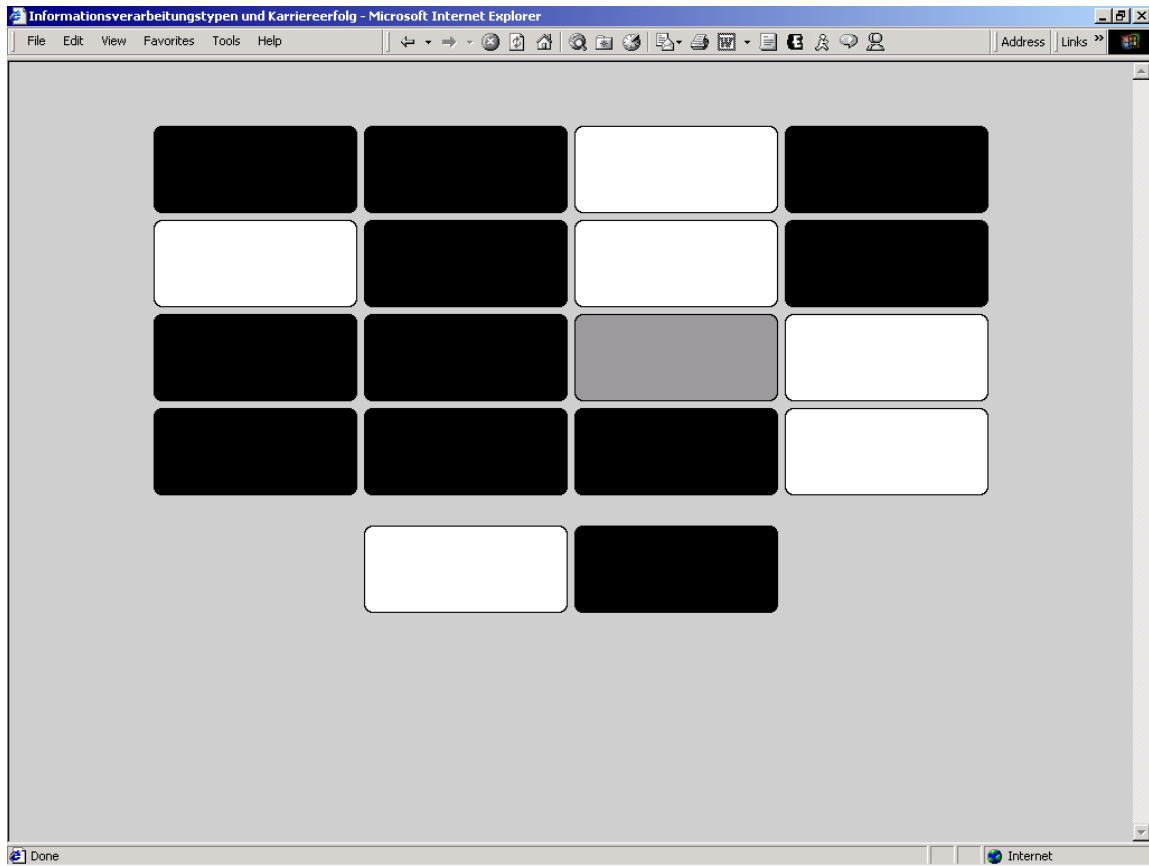 Informationsverarbeitungstypen und Karriereerfolg - Microsoft Internet Explorer
File Edit View Favorites Tools Help Address Links »
Done Internet